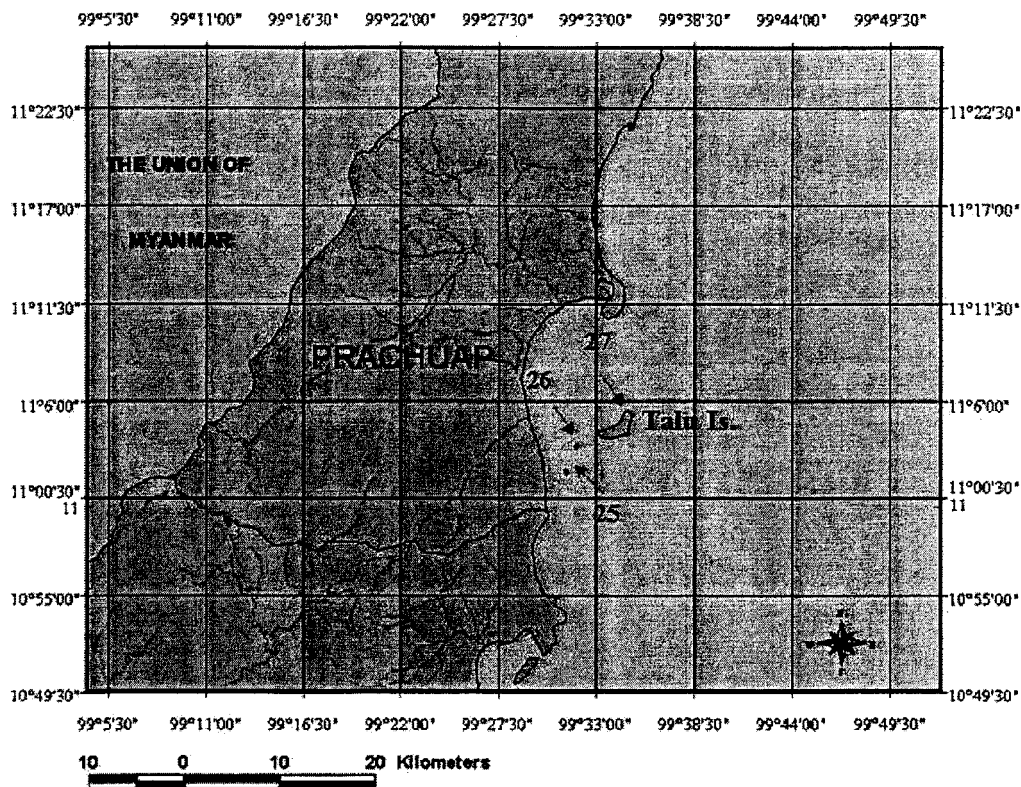 99°5'30" 99°11'00" 99°16'30" 99°22'00" 99°27'30" 99°33'00" 99°38'30" 99°44'00" 99°49'30"
11°22'30" 11°22'30"
THE UNION OF
11°17'00" 11°17'00"
MYANMAR
11°11'30" 11°11'30"
27
PRACHUAP
26
11°6'00" 11°6'00"
Talu Is.
11°00'30" 11°00'30"
11 11
25
10°55'00" 10°55'00"
10°49'30" 10°49'30"
99°5'30" 99°11'00" 99°16'30" 99°22'00" 99°27'30" 99°33'00" 99°38'30" 99°44'00" 99°49'30"
10 0 10 20 Kilometers